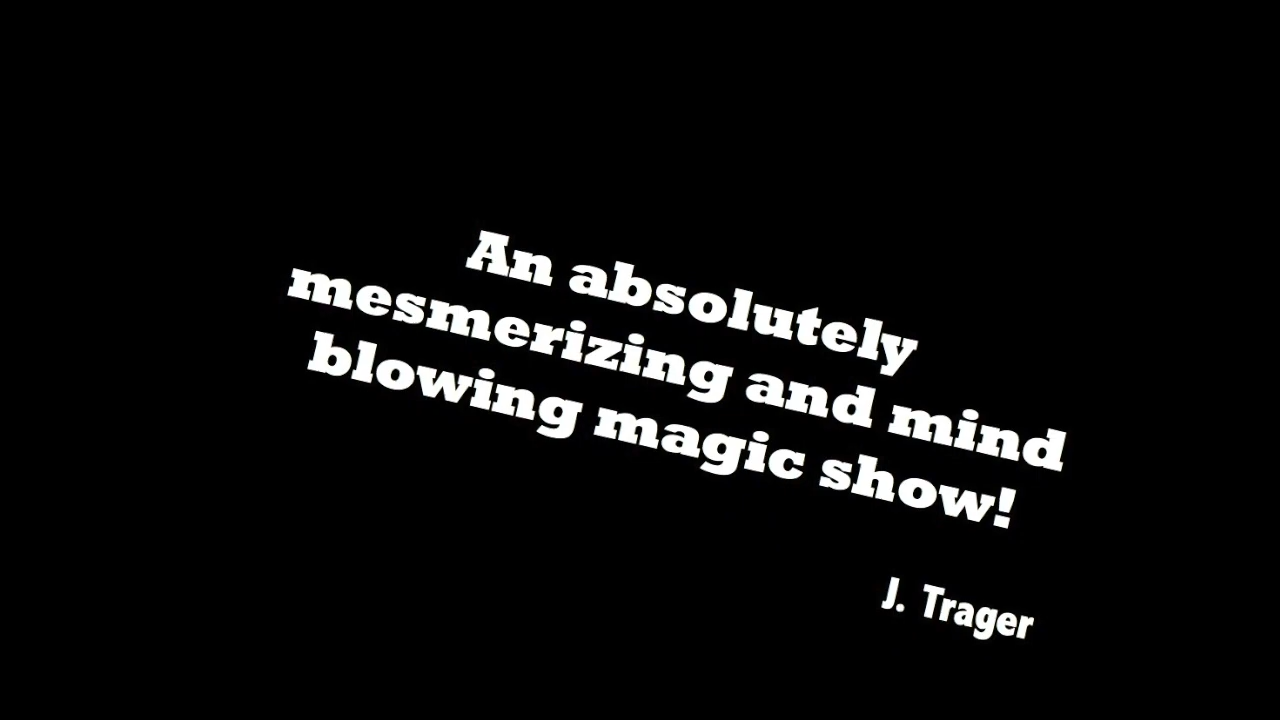 An absolutely
mesmerizing and mind
blowing magic show!
J. Trager